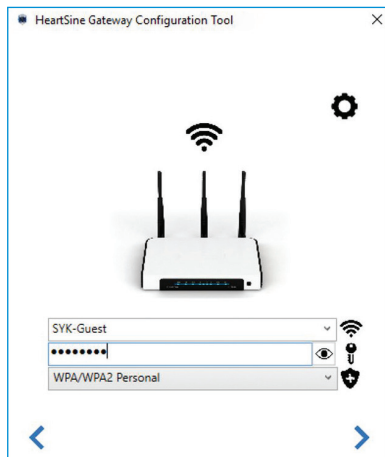 HeartSine Gateway Configuration Tool
SYK-Guest
••••••••
WPA/WPA2 Personal